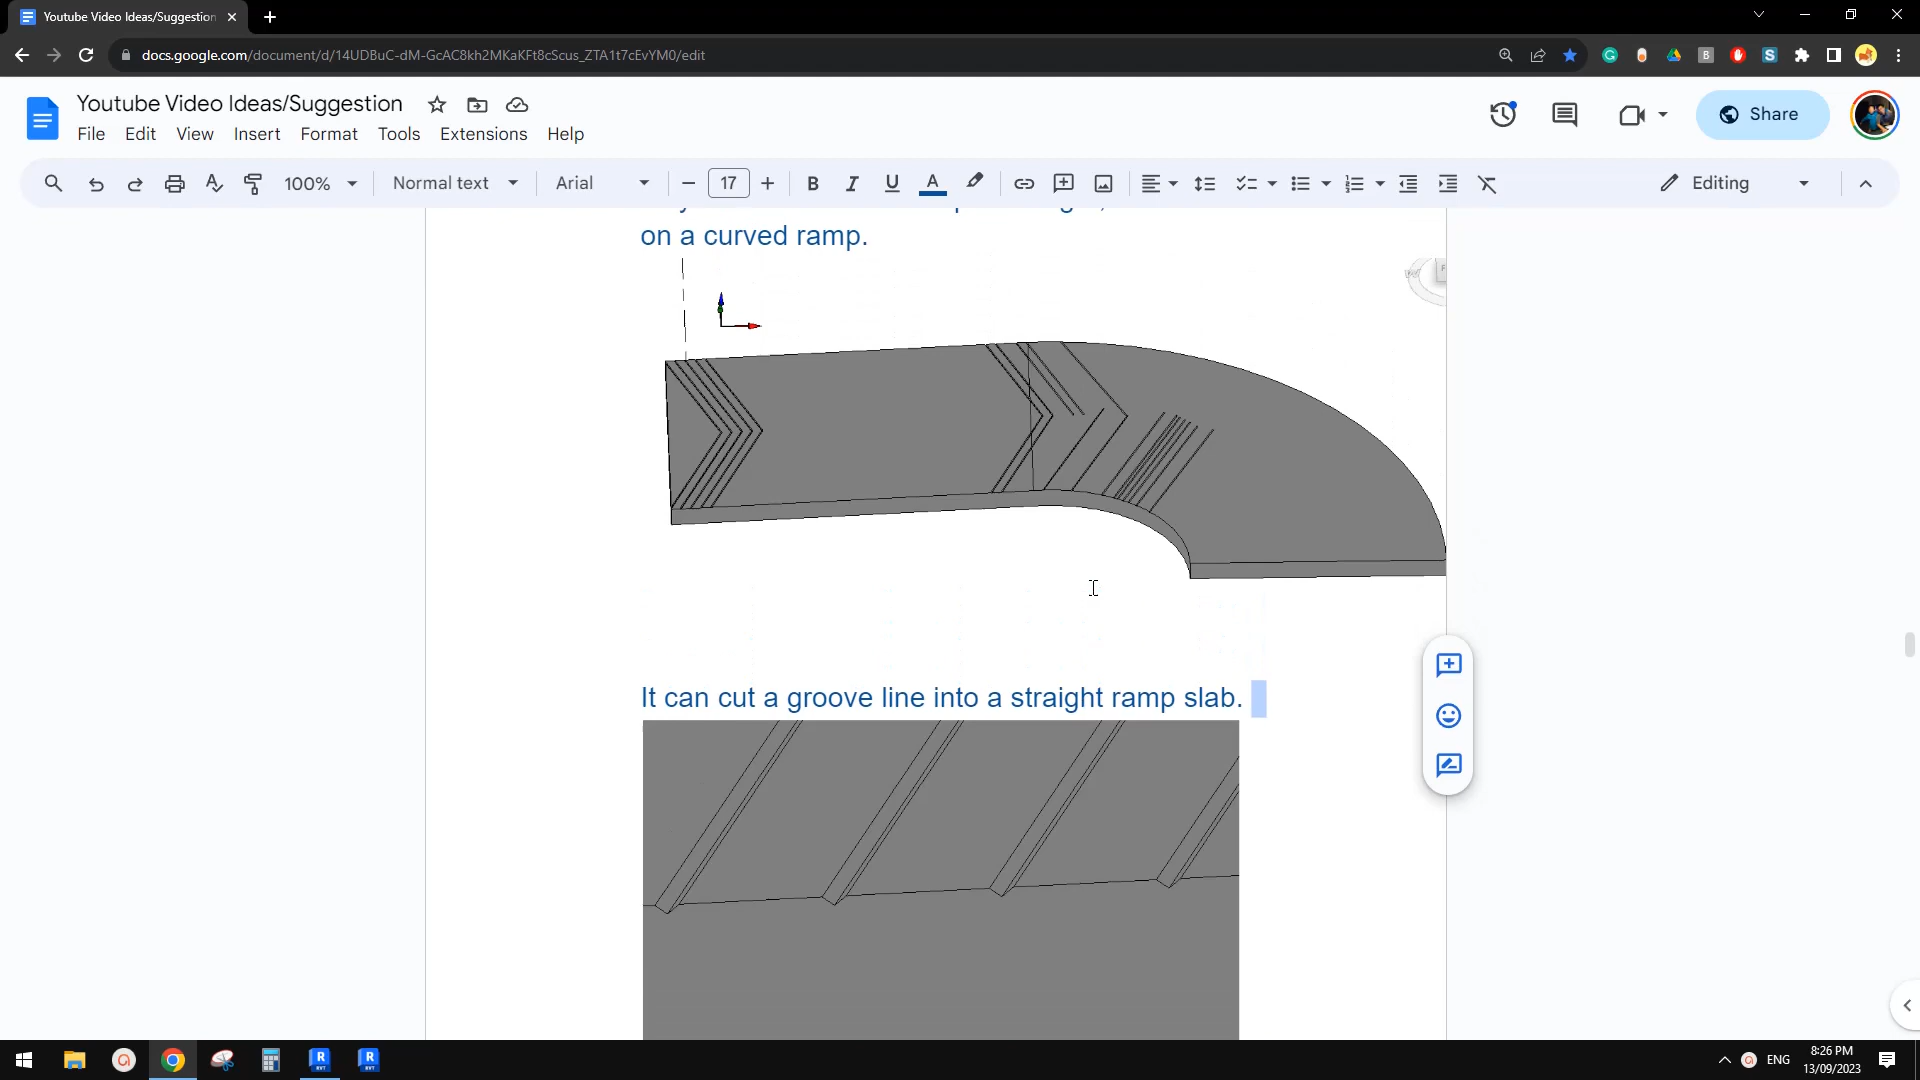 Youtube Video Ideas/Suggestion
docs.google.com/document/d/14UDBuC-dM-GcAC8kh2MKaKFt8cScus_ZTA1t7cEvYM0/edit
Youtube Video Ideas/Suggestion
File Edit View Insert Format Tools Extensions Help
Share
100% Normal text Arial 17 B I U A Editing
on a curved ramp.
It can cut a groove line into a straight ramp slab.
ENG
8:26 PM
13/09/2023